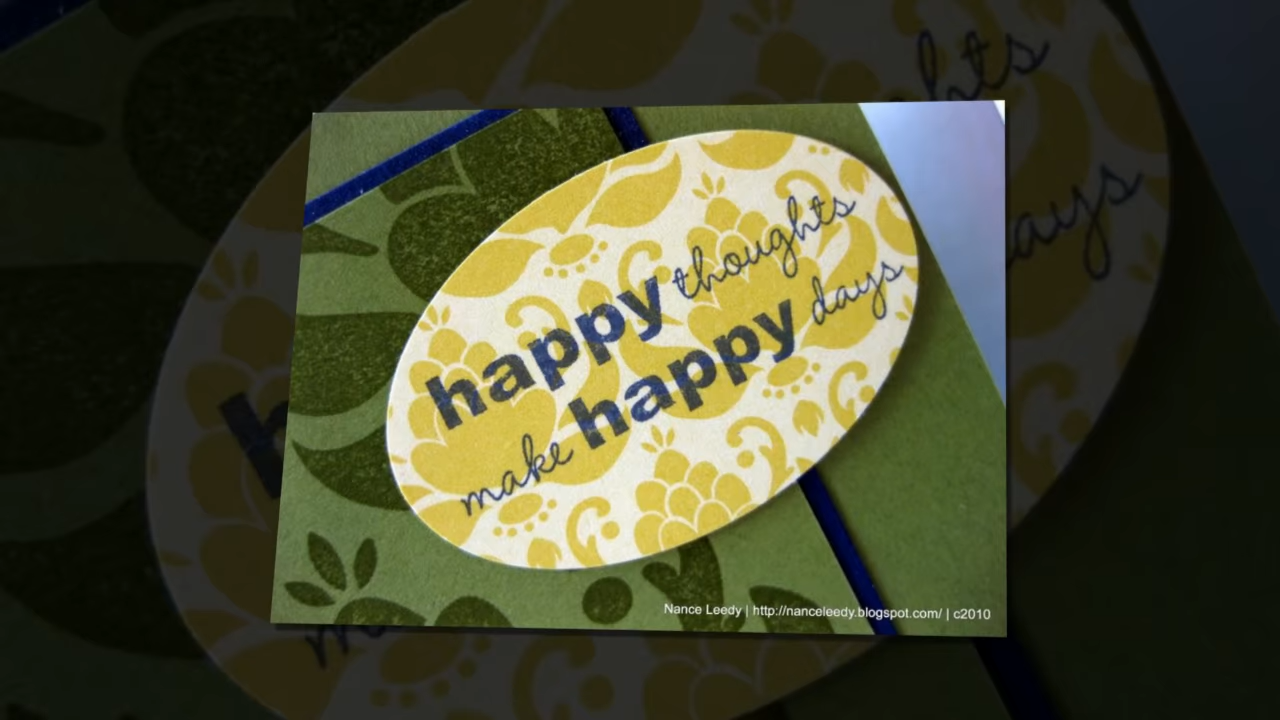 happy thoughts
make happy days
Nance Leedy | http://nanceleedy.blogspot.com/ | c2010